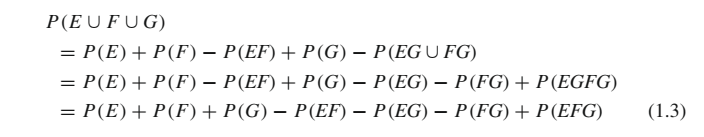 P(E ∪ F ∪ G)
= P(E) + P(F) − P(EF) + P(G) − P(EG ∪ FG)
= P(E) + P(F) − P(EF) + P(G) − P(EG) − P(FG) + P(EGFG)
= P(E) + P(F) + P(G) − P(EF) − P(EG) − P(FG) + P(EFG) (1.3)